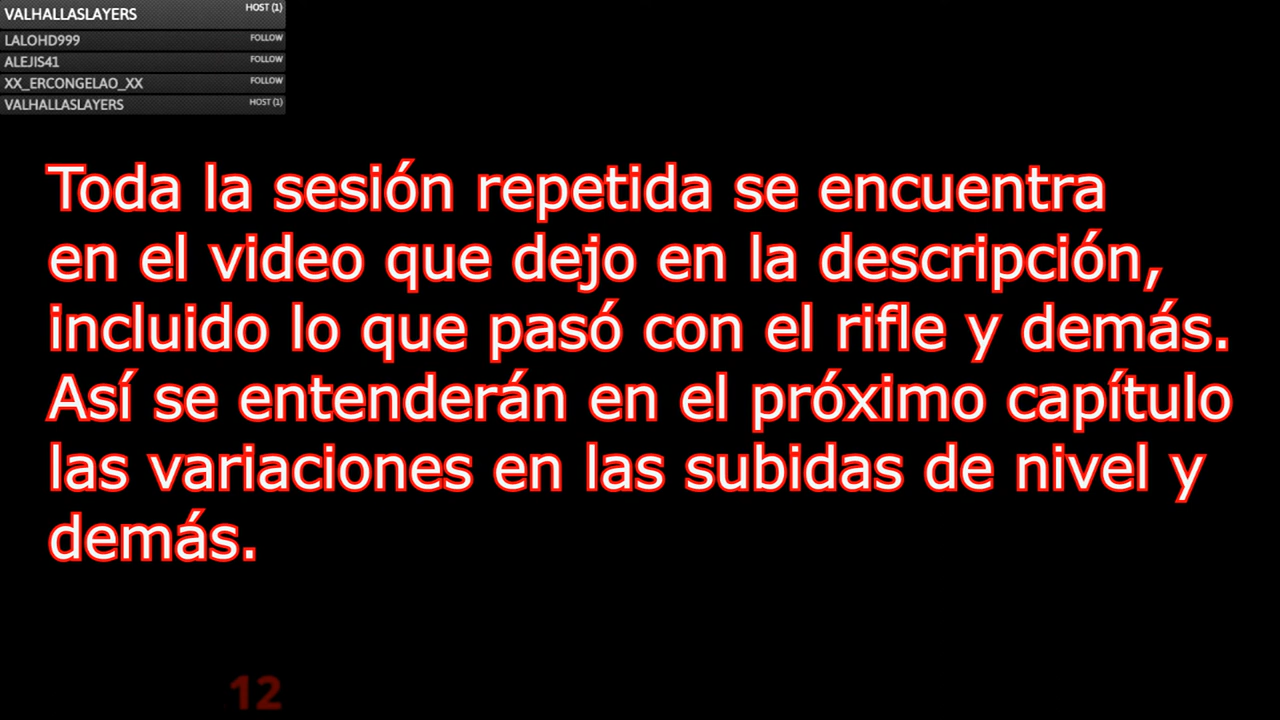 VALHALLASLAYERS HOST (1)
LALOHD999 FOLLOW
ALEJIS41 FOLLOW
XX_ERCONGELAO_XX FOLLOW
VALHALLASLAYERS HOST (1)
Toda la sesión repetida se encuentra
en el video que dejo en la descripción,
incluido lo que pasó con el rifle y demás.
Así se entenderán en el próximo capítulo
las variaciones en las subidas de nivel y
demás.
12